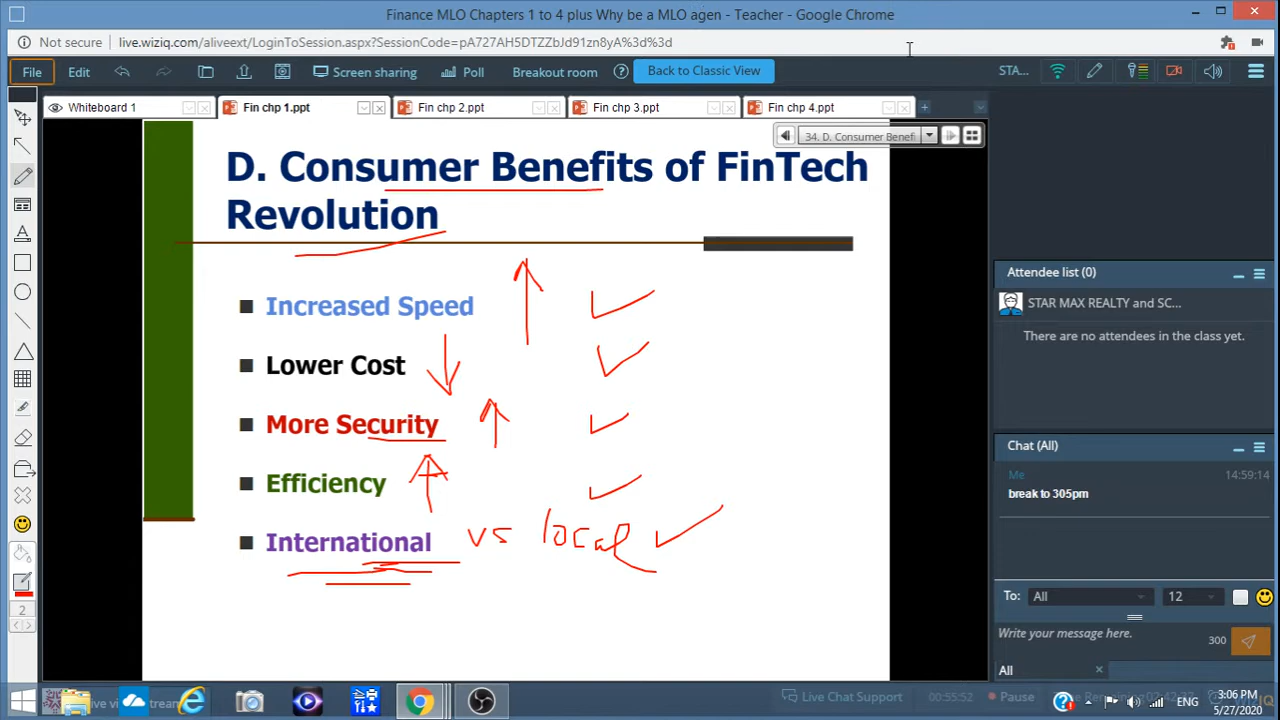 Finance MLO Chapters 1 to 4 plus Why be a MLO agen - Teacher - Google Chrome
Not secure
live.wiziq.com/aliveext/LoginToSession.aspx?SessionCode=pA727AH5DTZZbJd91zn8yA%3d%3d
File Edit Screen sharing Poll Breakout room Back to Classic View STA...
Whiteboard 1 Fin chp 1.ppt Fin chp 2.ppt Fin chp 3.ppt Fin chp 4.ppt
34. D. Consumer Benefi
D. Consumer Benefits of FinTech
Revolution
Increased Speed
Lower Cost
More Security
Efficiency
International vs local
2
Attendee list (0)
STAR MAX REALTY and SC...
There are no attendees in the class yet.
Chat (All)
Me 14:59:14
break to 305pm
To: All 12
Write your message here. 300
All
Live Chat Support 00:55:52 Pause
ENG
3:06 PM
5/27/2020